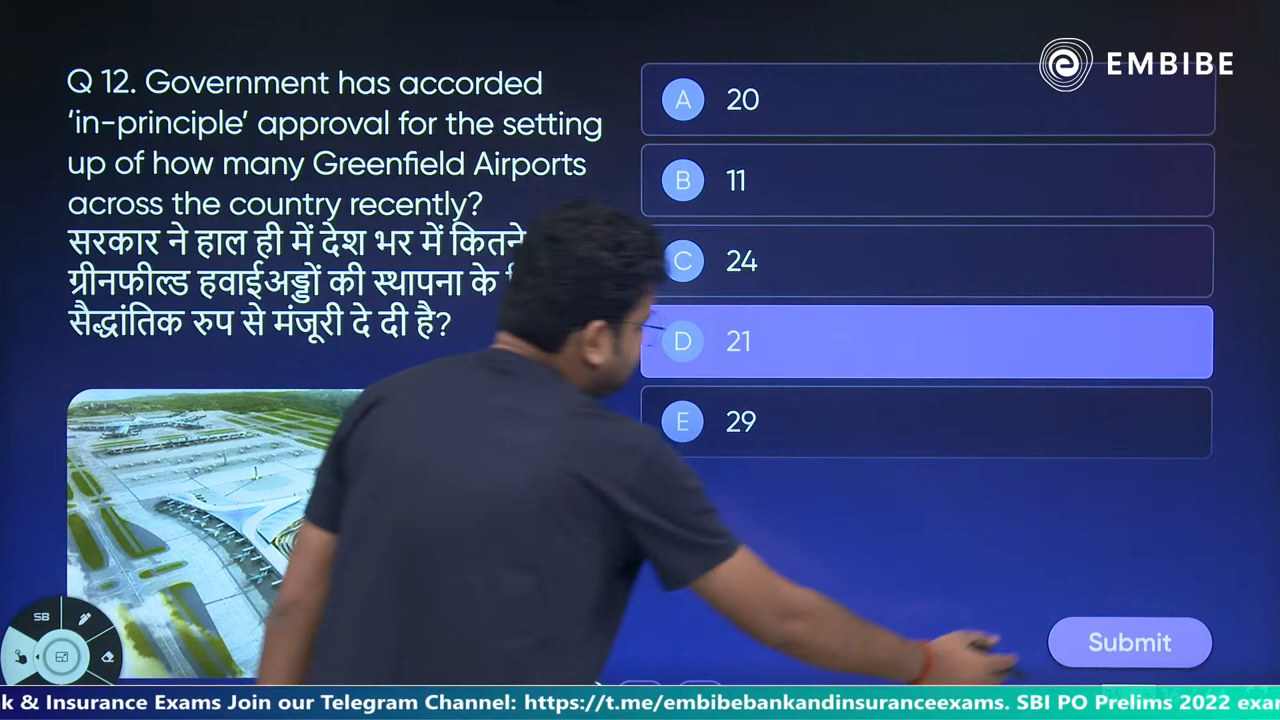 Q 12. Government has accorded
‘in-principle’ approval for the setting
up of how many Greenfield Airports
across the country recently?
सरकार ने हाल ही में देश भर में कितने
ग्रीनफील्ड हवाईअड्डों की स्थापना के
सैद्धांतिक रुप से मंजूरी दे दी है?
EMBIBE
A 20
B 11
C 24
D 21
E 29
SB
Submit
k & Insurance Exams Join our Telegram Channel: https://t.me/embibebankandinsuranceexams. SBI PO Prelims 2022 exa